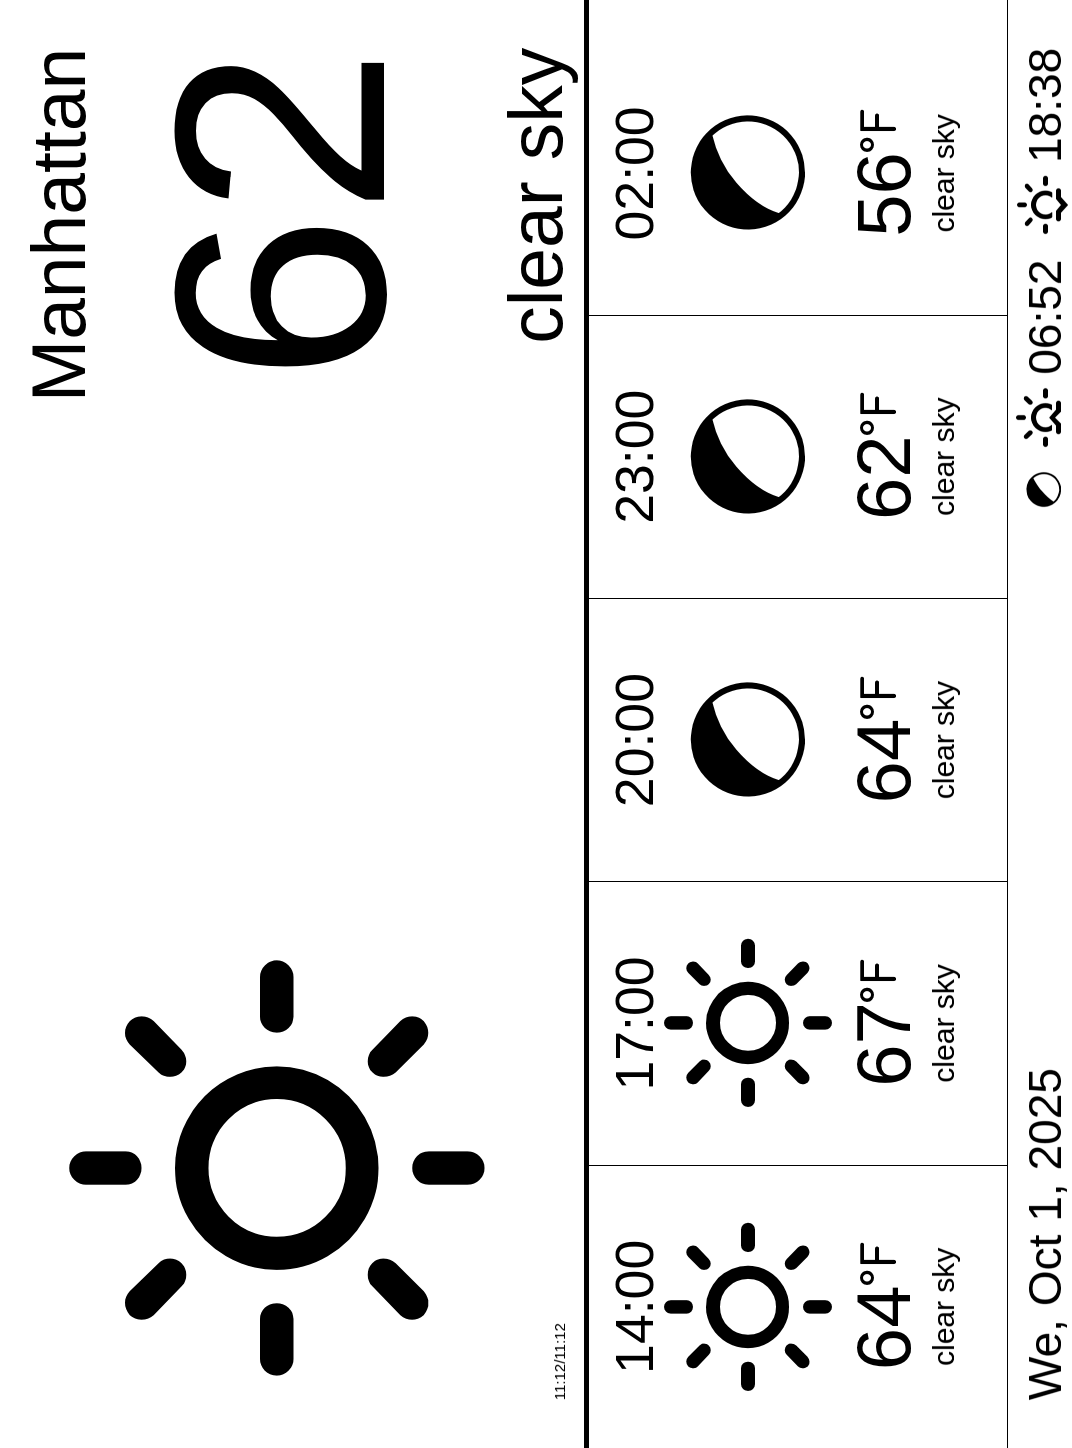 Manhattan
62
clear sky
11:12/11:12
14:00 17:00 20:00 23:00 02:00
64°F 67°F 64°F 62°F 56°F
clear sky clear sky clear sky clear sky clear sky
We, Oct 1, 2025 06:52 18:38